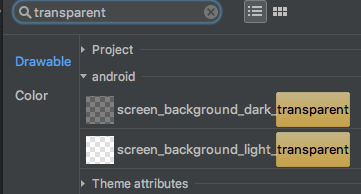 transparent
Drawable
Color
Project
android
screen_background_dark_transparent
screen_background_light_transparent
Theme attributes